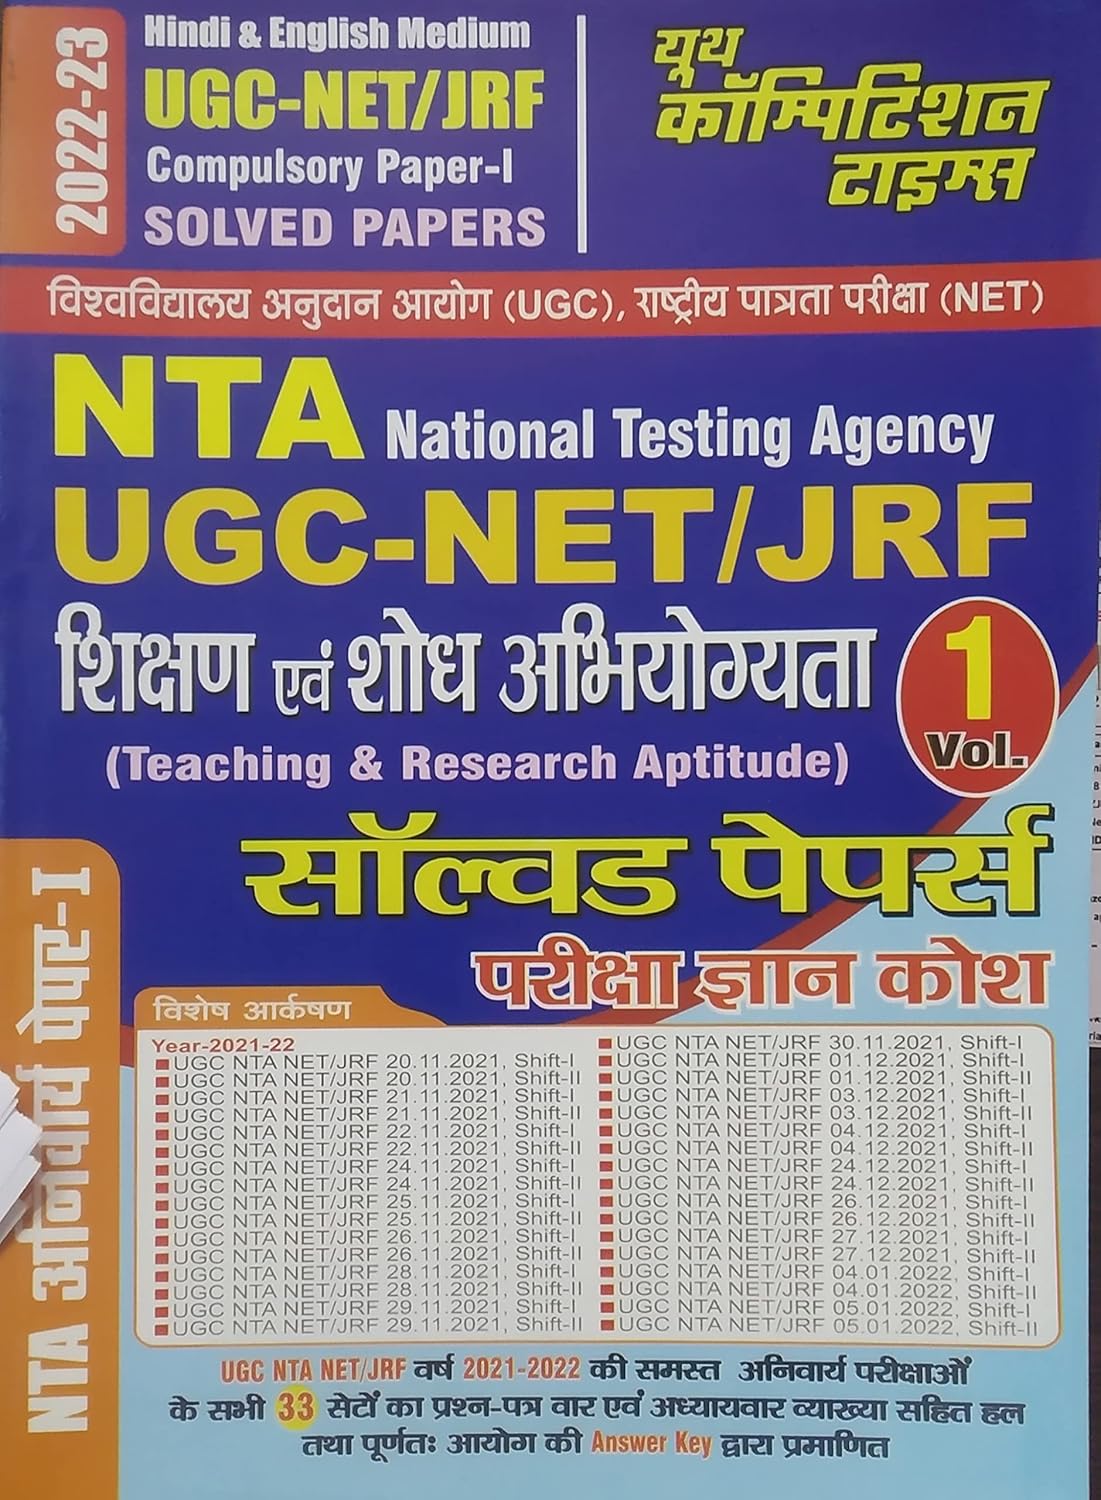 2022-23
Hindi & English Medium
UGC-NET/JRF
Compulsory Paper-I
SOLVED PAPERS
यूथ
कॉम्पिटिशन
टाइम्स
विश्वविद्यालय अनुदान आयोग (UGC), राष्ट्रीय पात्रता परीक्षा (NET)
NTA National Testing Agency
UGC-NET/JRF
शिक्षण एवं शोध अभियोग्यता
1
Vol.
(Teaching & Research Aptitude)
सॉल्वड पेपर्स
परीक्षा ज्ञान कोश
NTA अनिवार्य पेपर-I
विशेष आर्कषण
Year-2021-22
UGC NTA NET/JRF 20.11.2021, Shift-I
UGC NTA NET/JRF 20.11.2021, Shift-II
UGC NTA NET/JRF 21.11.2021, Shift-I
UGC NTA NET/JRF 21.11.2021, Shift-II
UGC NTA NET/JRF 22.11.2021, Shift-I
UGC NTA NET/JRF 22.11.2021, Shift-II
UGC NTA NET/JRF 24.11.2021, Shift-I
UGC NTA NET/JRF 24.11.2021, Shift-II
UGC NTA NET/JRF 25.11.2021, Shift-I
UGC NTA NET/JRF 25.11.2021, Shift-II
UGC NTA NET/JRF 26.11.2021, Shift-I
UGC NTA NET/JRF 26.11.2021, Shift-II
UGC NTA NET/JRF 28.11.2021, Shift-I
UGC NTA NET/JRF 28.11.2021, Shift-II
UGC NTA NET/JRF 29.11.2021, Shift-I
UGC NTA NET/JRF 29.11.2021, Shift-II
UGC NTA NET/JRF 30.11.2021, Shift-I
UGC NTA NET/JRF 01.12.2021, Shift-I
UGC NTA NET/JRF 01.12.2021, Shift-II
UGC NTA NET/JRF 03.12.2021, Shift-I
UGC NTA NET/JRF 03.12.2021, Shift-II
UGC NTA NET/JRF 04.12.2021, Shift-I
UGC NTA NET/JRF 04.12.2021, Shift-II
UGC NTA NET/JRF 24.12.2021, Shift-I
UGC NTA NET/JRF 24.12.2021, Shift-II
UGC NTA NET/JRF 26.12.2021, Shift-I
UGC NTA NET/JRF 26.12.2021, Shift-II
UGC NTA NET/JRF 27.12.2021, Shift-I
UGC NTA NET/JRF 27.12.2021, Shift-II
UGC NTA NET/JRF 04.01.2022, Shift-I
UGC NTA NET/JRF 04.01.2022, Shift-II
UGC NTA NET/JRF 05.01.2022, Shift-I
UGC NTA NET/JRF 05.01.2022, Shift-II
UGC NTA NET/JRF वर्ष 2021-2022 की समस्त अनिवार्य परीक्षाओं
के सभी 33 सेटों का प्रश्न-पत्र वार एवं अध्यायवार व्याख्या सहित हल
तथा पूर्णतः आयोग की Answer Key द्वारा प्रमाणित